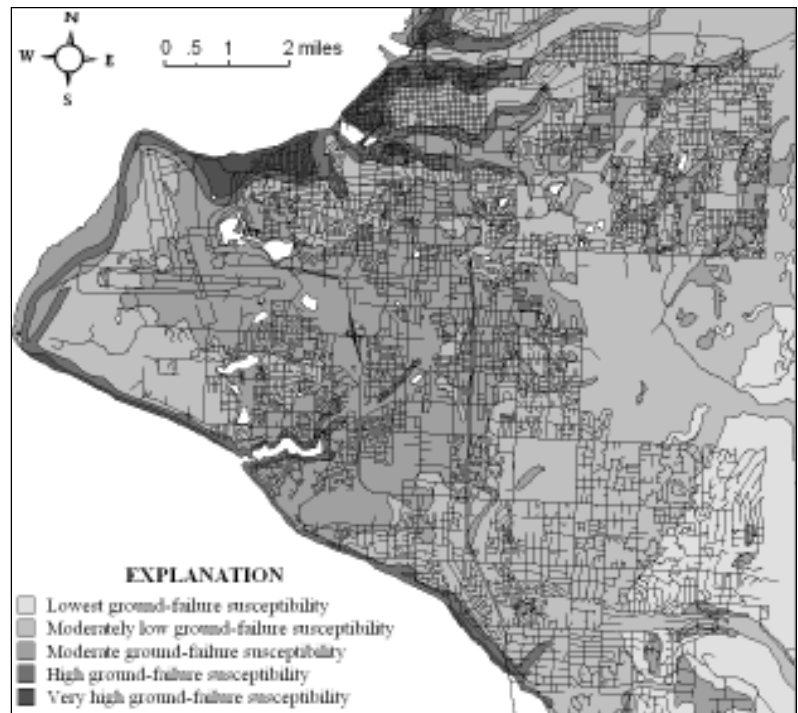 N
W E
S
0 .5 1 2 miles
EXPLANATION
Lowest ground-failure susceptibility
Moderately low ground-failure susceptibility
Moderate ground-failure susceptibility
High ground-failure susceptibility
Very high ground-failure susceptibility